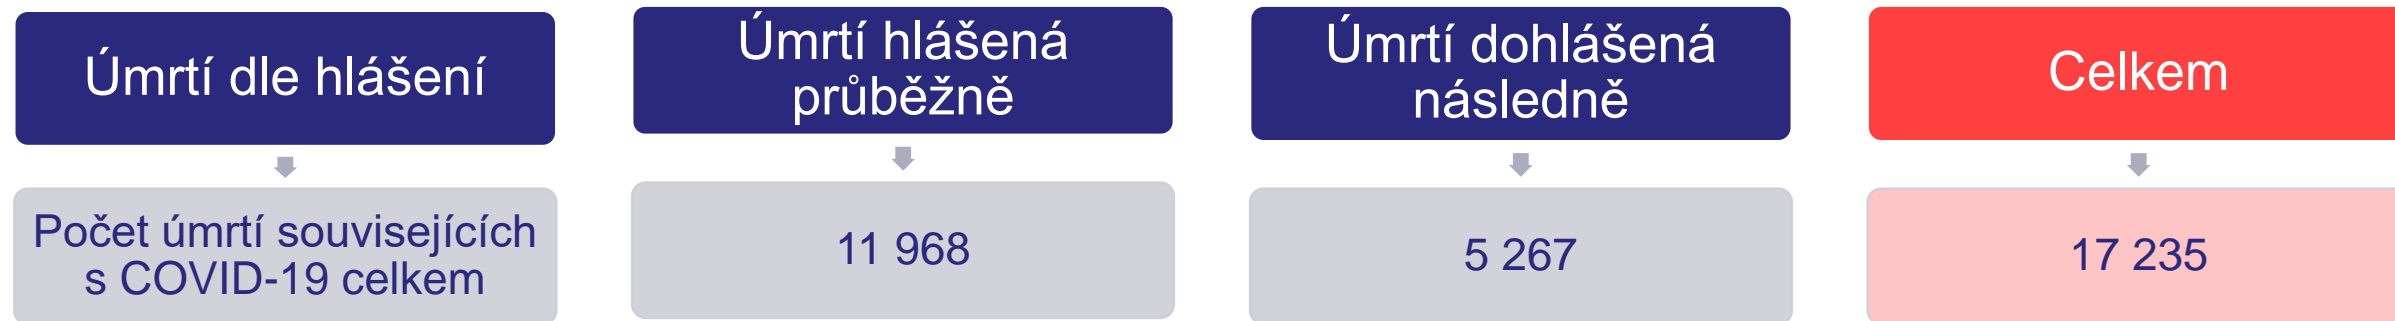 Úmrtí dle hlášení
Úmrtí hlášená
průběžně
Úmrtí dohlášená
následně
Celkem
Počet úmrtí souvisejících
s COVID-19 celkem
11 968
5 267
17 235